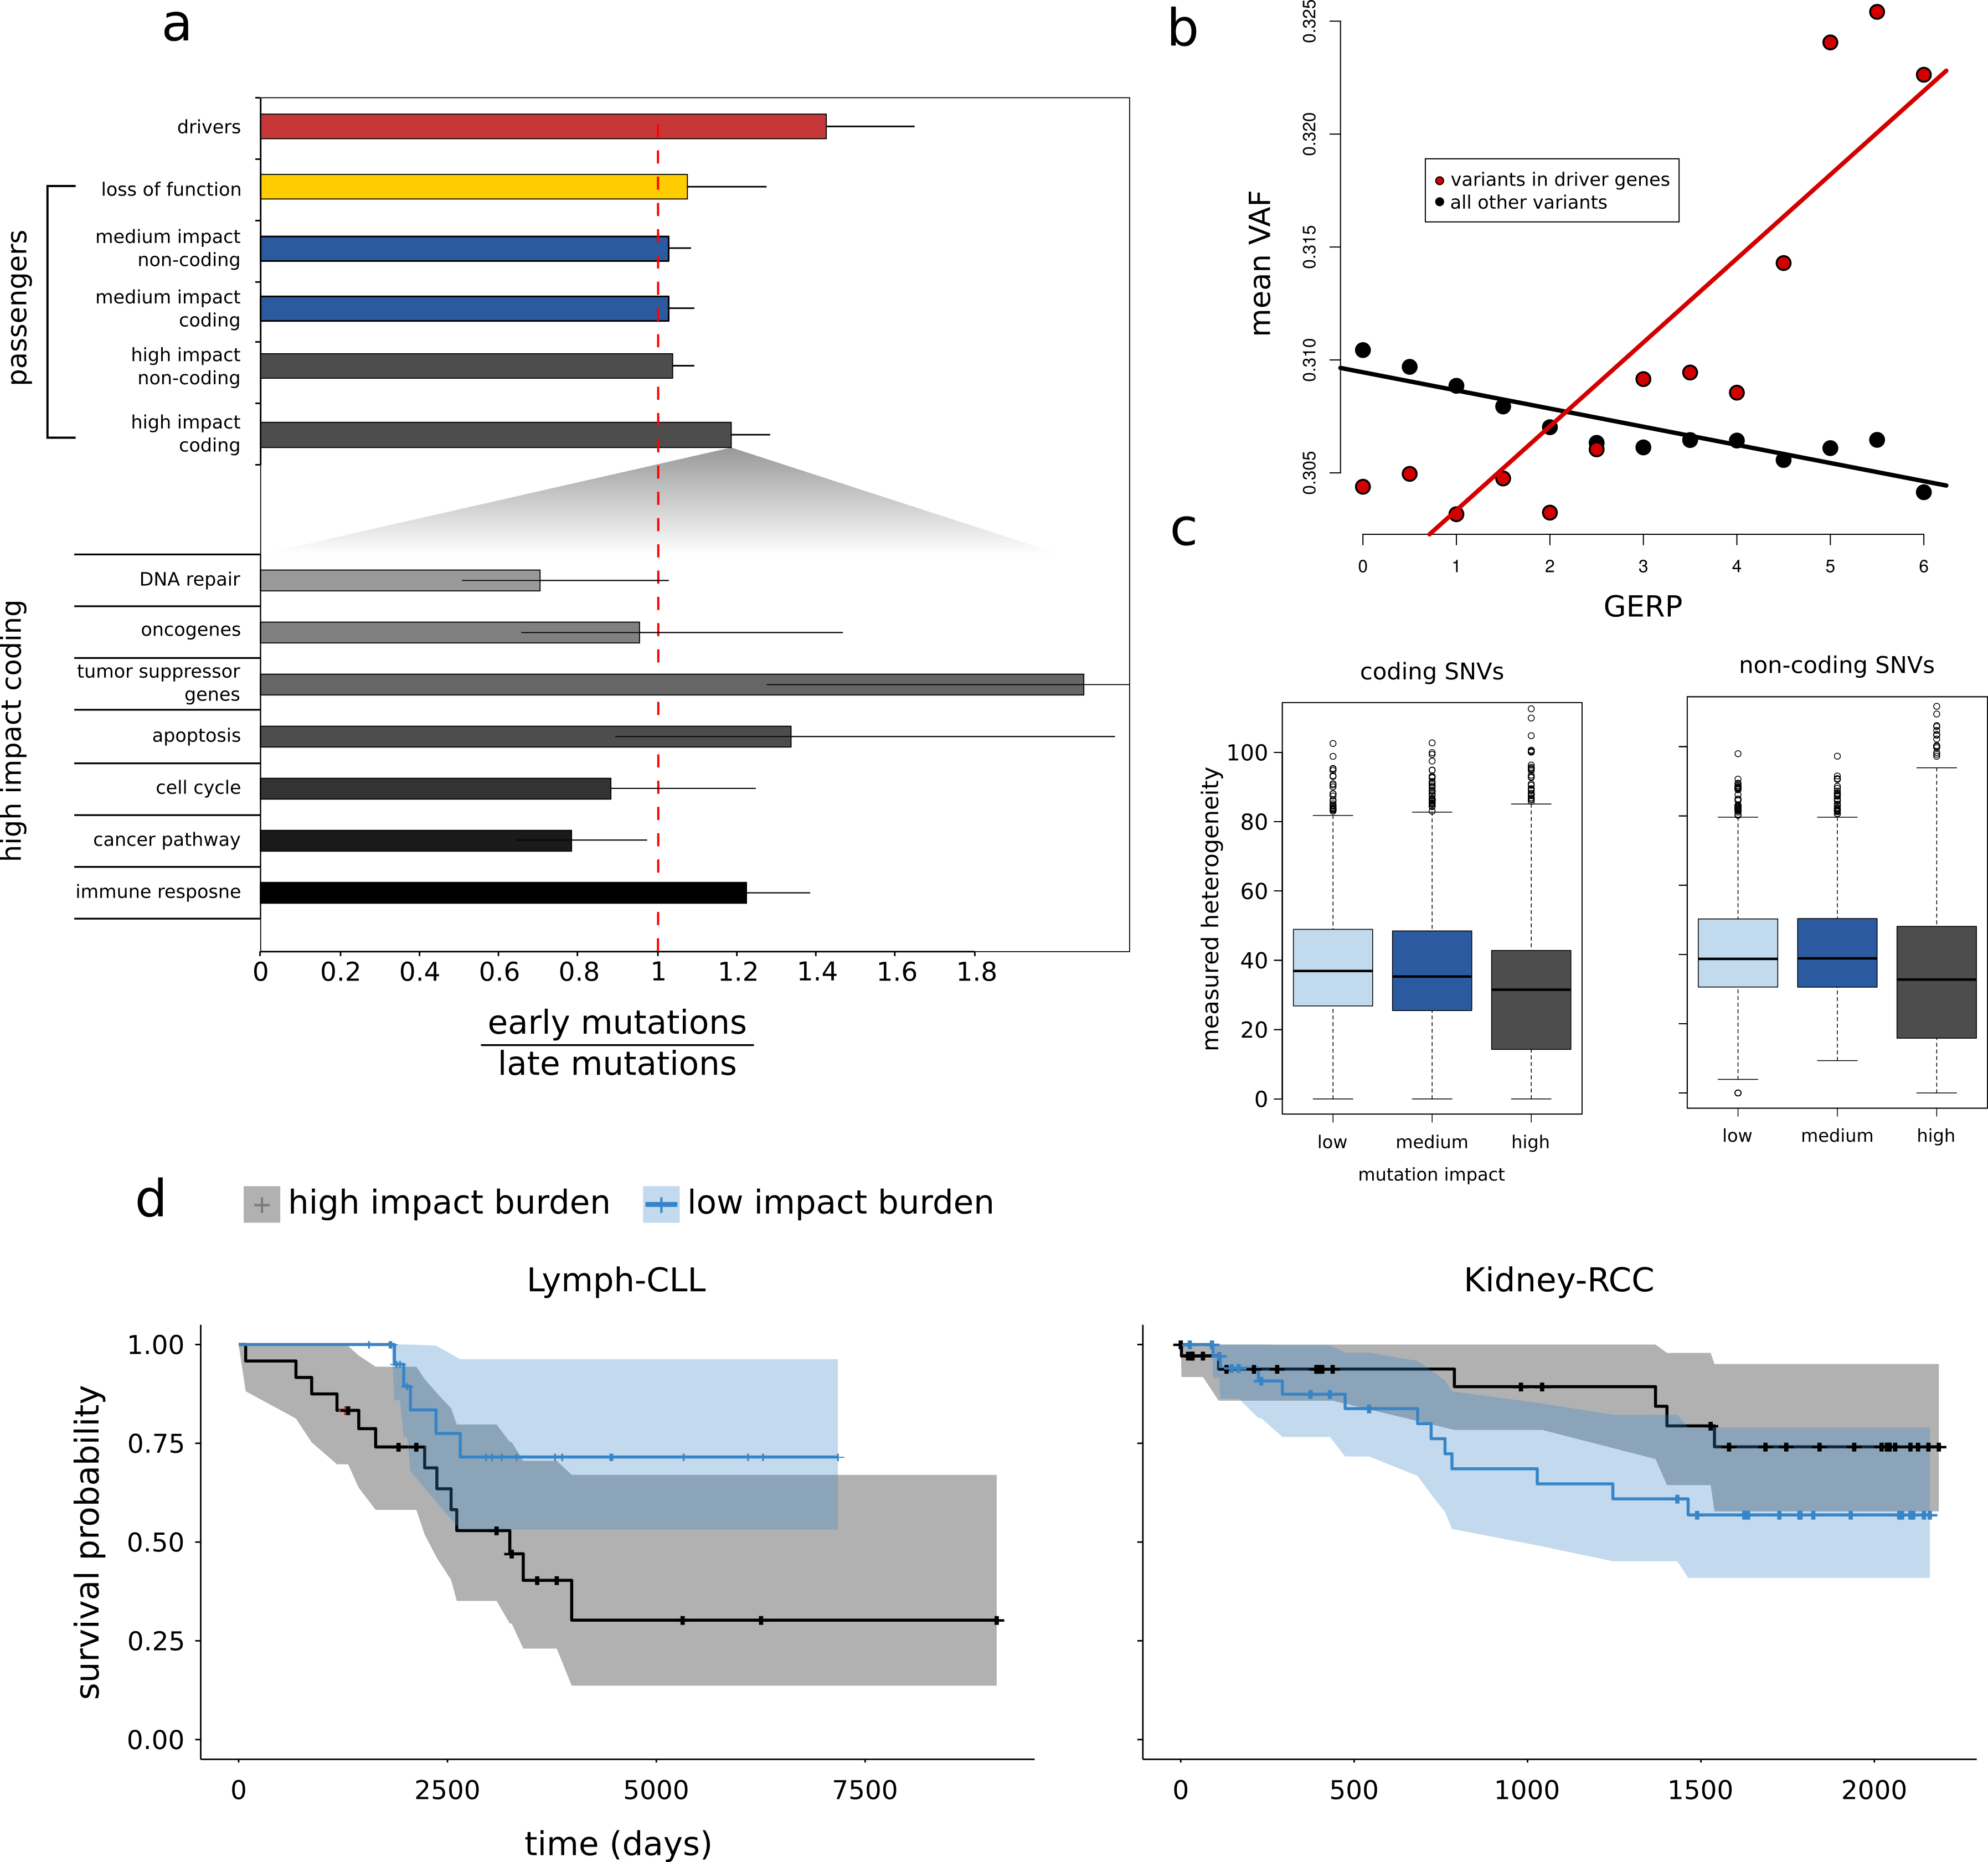 a
drivers
loss of function
medium impact
non-coding
medium impact
coding
high impact
non-coding
high impact
coding
passengers
DNA repair
oncogenes
tumor suppressor
genes
apoptosis
cell cycle
cancer pathway
immune resposne
high impact coding
0 0.2 0.4 0.6 0.8 1 1.2 1.4 1.6 1.8
early mutations
late mutations
b
0.325
0.320
0.315
0.310
0.305
mean VAF
variants in driver genes
all other variants
0 1 2 3 4 5 6
GERP
c
coding SNVs
non-coding SNVs
measured heterogeneity
100
80
60
40
20
0
low medium high
low medium high
mutation impact
d
high impact burden
low impact burden
Lymph-CLL
Kidney-RCC
survival probability
1.00
0.75
0.50
0.25
0.00
0 2500 5000 7500
0 500 1000 1500 2000
time (days)